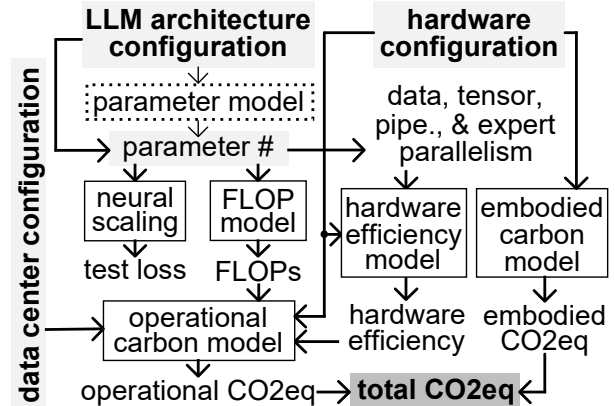 LLM architecture
configuration
hardware
configuration
data center configuration
parameter model
parameter #
data, tensor,
pipe., & expert
parallelism
neural
scaling
FLOP
model
hardware
efficiency
model
embodied
carbon
model
test loss
FLOPs
operational
carbon model
hardware
efficiency
embodied
CO2eq
operational CO2eq
total CO2eq